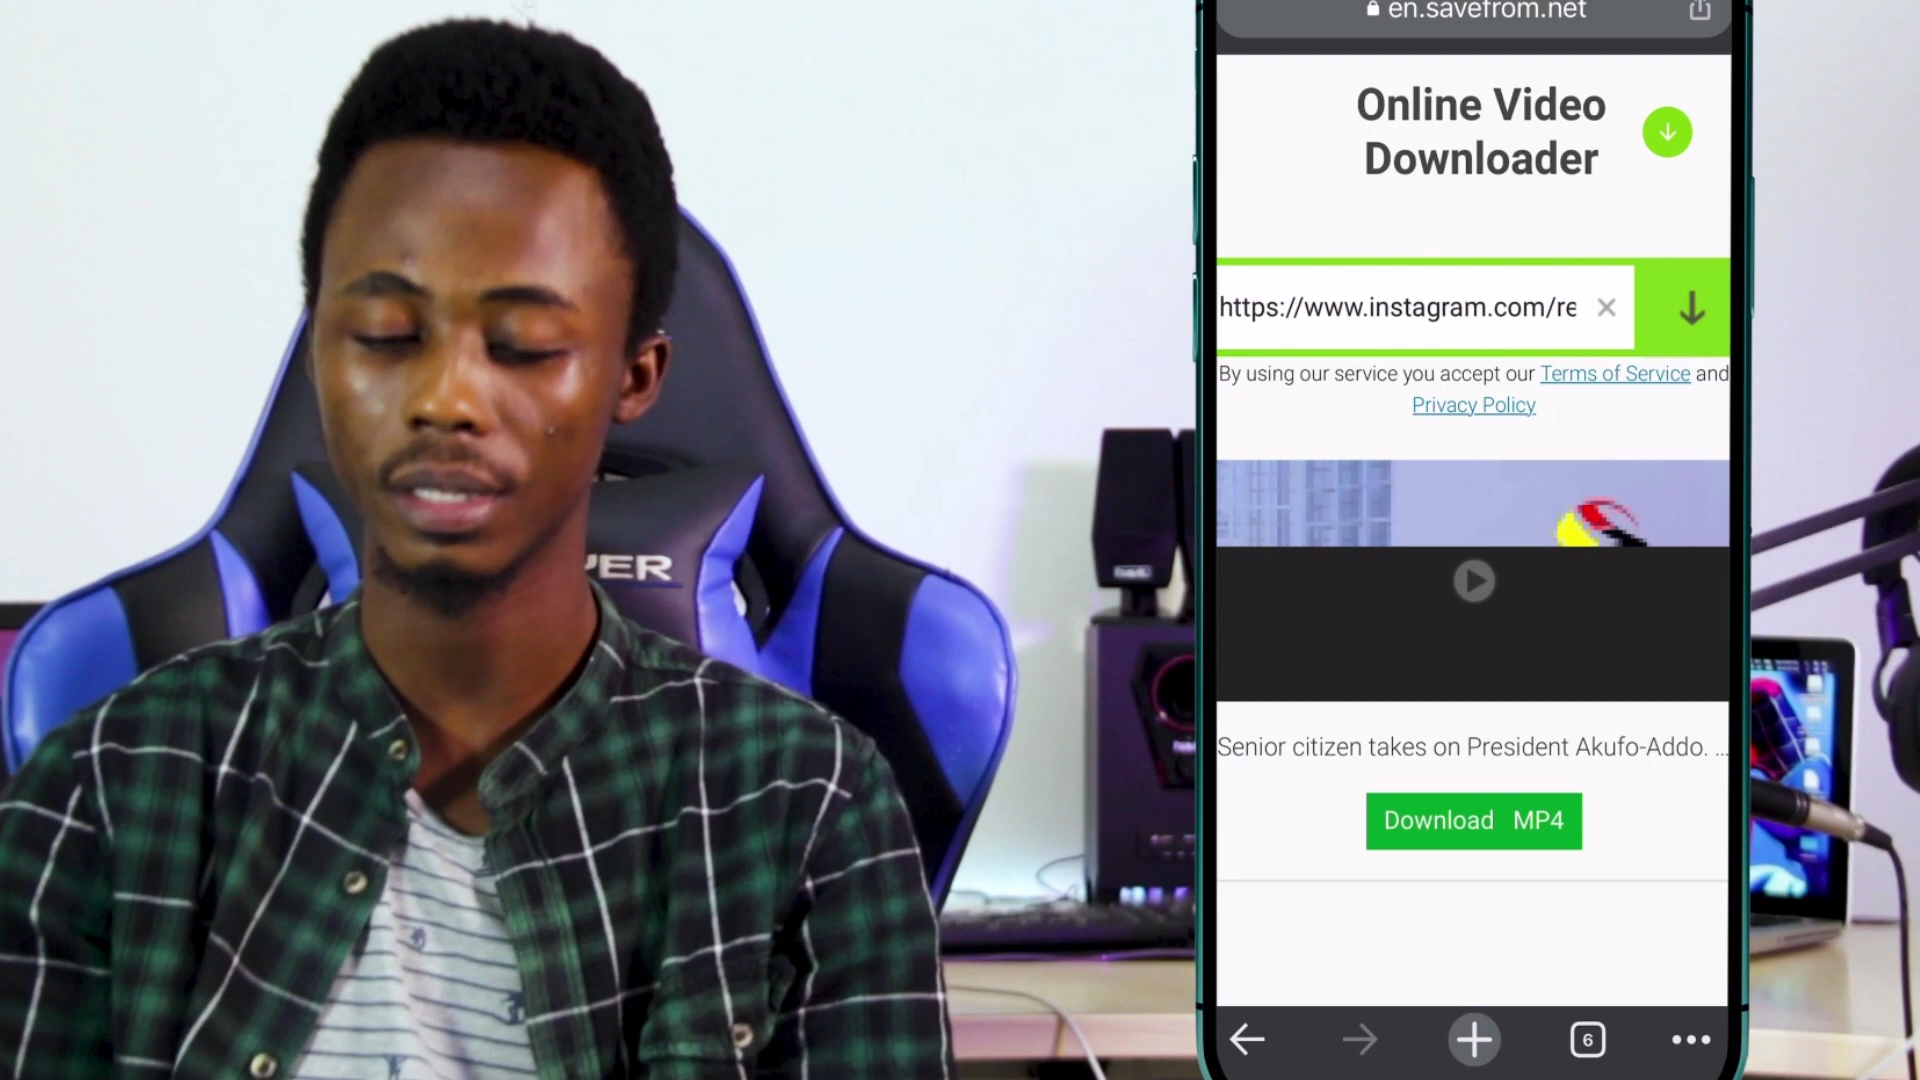 en.savefrom.net
Online Video
Downloader
https://www.instagram.com/re
By using our service you accept our Terms of Service and
Privacy Policy
Senior citizen takes on President Akufo-Addo. ...
Download MP4
6